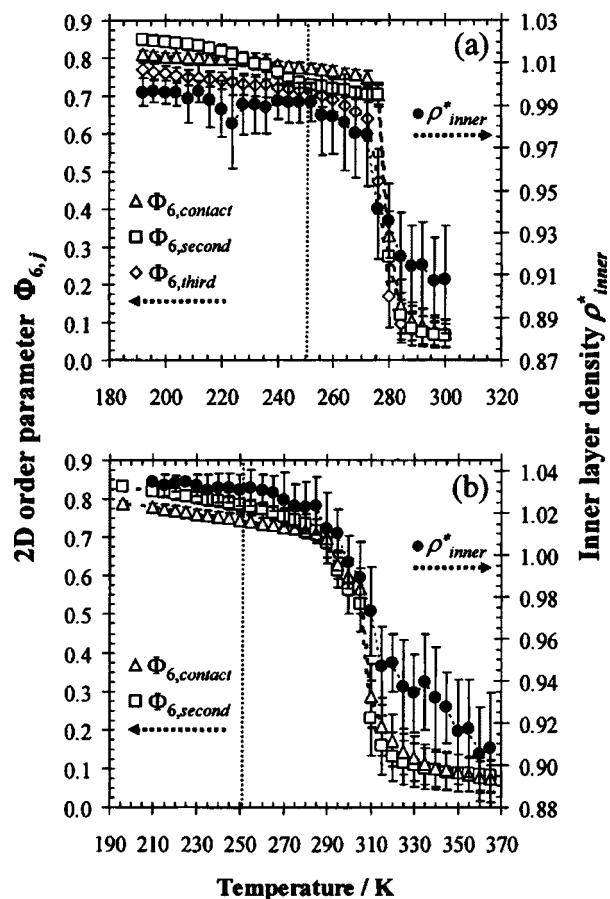 2D order parameter Φ6,j
Inner layer density ρ*inner
(a)
0.9
0.8
0.7
0.6
0.5
0.4
0.3
0.2
0.1
0.0
1.03
1.01
0.99
0.97
0.95
0.93
0.91
0.89
0.87
ρ*inner
Φ6,contact
Φ6,second
Φ6,third
180 200 220 240 260 280 300 320
(b)
0.9
0.8
0.7
0.6
0.5
0.4
0.3
0.2
0.1
0.0
1.04
1.02
1.00
0.98
0.96
0.94
0.92
0.90
0.88
ρ*inner
Φ6,contact
Φ6,second
190 210 230 250 270 290 310 330 350 370
Temperature / K